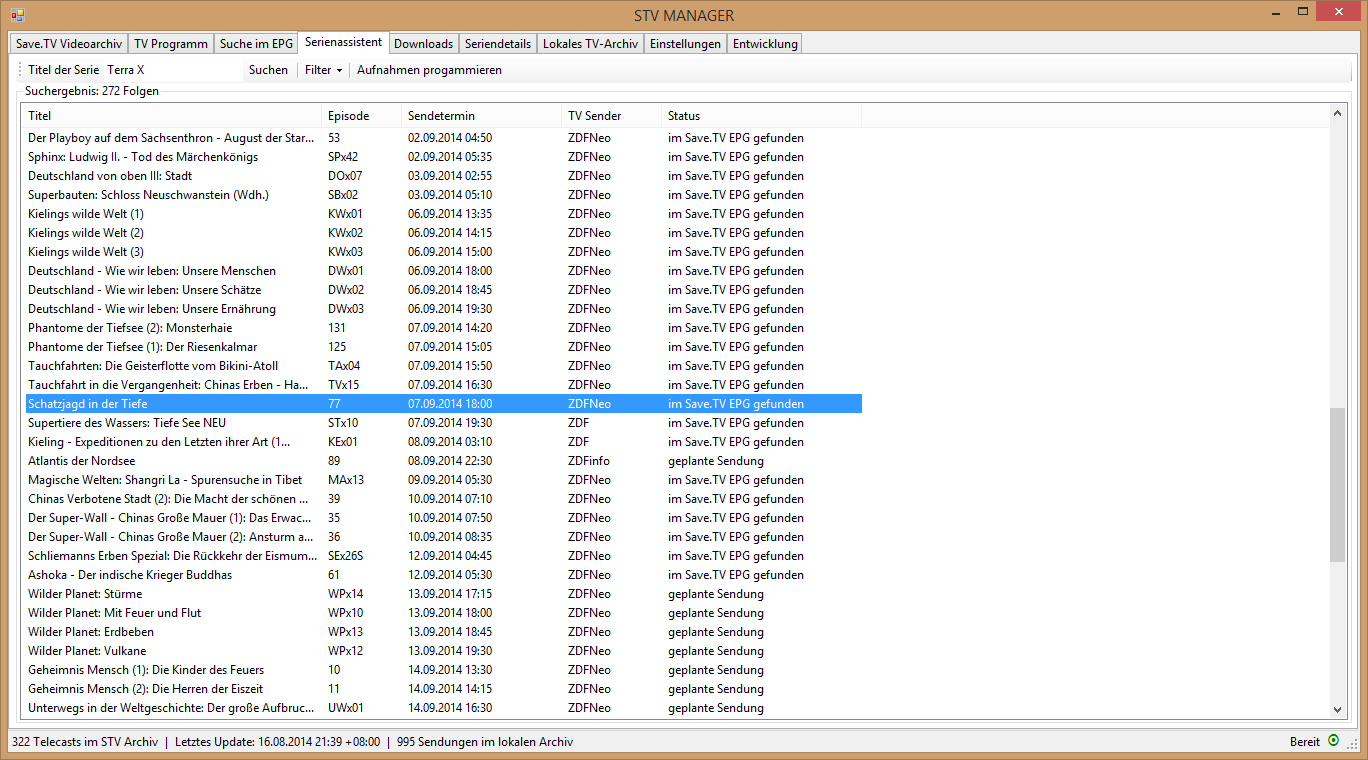 STV MANAGER
Save.TV Videoarchiv TV Programm Suche im EPG Serienassistent Downloads Seriendetails Lokales TV-Archiv Einstellungen Entwicklung
Titel der Serie Terra X Suchen Filter Aufnahmen progammieren
Suchergebnis: 272 Folgen
Titel Episode Sendetermin TV Sender Status
Der Playboy auf dem Sachsenthron - August der Star... 53 02.09.2014 04:50 ZDFNeo im Save.TV EPG gefunden
Sphinx: Ludwig II. - Tod des Märchenkönigs SPx42 02.09.2014 05:35 ZDFNeo im Save.TV EPG gefunden
Deutschland von oben III: Stadt DOx07 03.09.2014 02:55 ZDFNeo im Save.TV EPG gefunden
Superbauten: Schloss Neuschwanstein (Wdh.) SBx02 03.09.2014 05:10 ZDFNeo im Save.TV EPG gefunden
Kielings wilde Welt (1) KWx01 06.09.2014 13:35 ZDFNeo im Save.TV EPG gefunden
Kielings wilde Welt (2) KWx02 06.09.2014 14:15 ZDFNeo im Save.TV EPG gefunden
Kielings wilde Welt (3) KWx03 06.09.2014 15:00 ZDFNeo im Save.TV EPG gefunden
Deutschland - Wie wir leben: Unsere Menschen DWx01 06.09.2014 18:00 ZDFNeo im Save.TV EPG gefunden
Deutschland - Wie wir leben: Unsere Schätze DWx02 06.09.2014 18:45 ZDFNeo im Save.TV EPG gefunden
Deutschland - Wie wir leben: Unsere Ernährung DWx03 06.09.2014 19:30 ZDFNeo im Save.TV EPG gefunden
Phantome der Tiefsee (2): Monsterhaie 131 07.09.2014 14:20 ZDFNeo im Save.TV EPG gefunden
Phantome der Tiefsee (1): Der Riesenkalmar 125 07.09.2014 15:05 ZDFNeo im Save.TV EPG gefunden
Tauchfahrten: Die Geisterflotte vom Bikini-Atoll TAx04 07.09.2014 15:50 ZDFNeo im Save.TV EPG gefunden
Tauchfahrt in die Vergangenheit: Chinas Erben - Ha... TVx15 07.09.2014 16:30 ZDFNeo im Save.TV EPG gefunden
Schatzjagd in der Tiefe 77 07.09.2014 18:00 ZDFNeo im Save.TV EPG gefunden
Supertiere des Wassers: Tiefe See NEU STx10 07.09.2014 19:30 ZDF im Save.TV EPG gefunden
Kieling - Expeditionen zu den Letzten ihrer Art (1... KEx01 08.09.2014 03:10 ZDF im Save.TV EPG gefunden
Atlantis der Nordsee 89 08.09.2014 22:30 ZDFinfo geplante Sendung
Magische Welten: Shangri La - Spurensuche in Tibet MAx13 09.09.2014 05:30 ZDFNeo im Save.TV EPG gefunden
Chinas Verbotene Stadt (2): Die Macht der schönen ... 39 10.09.2014 07:10 ZDFNeo im Save.TV EPG gefunden
Der Super-Wall - Chinas Große Mauer (1): Das Erwac... 35 10.09.2014 07:50 ZDFNeo im Save.TV EPG gefunden
Der Super-Wall - Chinas Große Mauer (2): Ansturm a... 36 10.09.2014 08:35 ZDFNeo im Save.TV EPG gefunden
Schliemanns Erben Spezial: Die Rückkehr der Eismum... SEx26S 12.09.2014 04:45 ZDFNeo im Save.TV EPG gefunden
Ashoka - Der indische Krieger Buddhas 61 12.09.2014 05:30 ZDFNeo im Save.TV EPG gefunden
Wilder Planet: Stürme WPx14 13.09.2014 17:15 ZDFNeo geplante Sendung
Wilder Planet: Mit Feuer und Flut WPx10 13.09.2014 18:00 ZDFNeo geplante Sendung
Wilder Planet: Erdbeben WPx13 13.09.2014 18:45 ZDFNeo geplante Sendung
Wilder Planet: Vulkane WPx12 13.09.2014 19:30 ZDFNeo geplante Sendung
Geheimnis Mensch (1): Die Kinder des Feuers 10 14.09.2014 13:30 ZDFNeo geplante Sendung
Geheimnis Mensch (2): Die Herren der Eiszeit 11 14.09.2014 14:15 ZDFNeo geplante Sendung
Unterwegs in der Weltgeschichte: Der große Aufbruc... UWx01 14.09.2014 16:30 ZDFNeo geplante Sendung
322 Telecasts im STV Archiv | Letztes Update: 16.08.2014 21:39 +08:00 | 995 Sendungen im lokalen Archiv Bereit